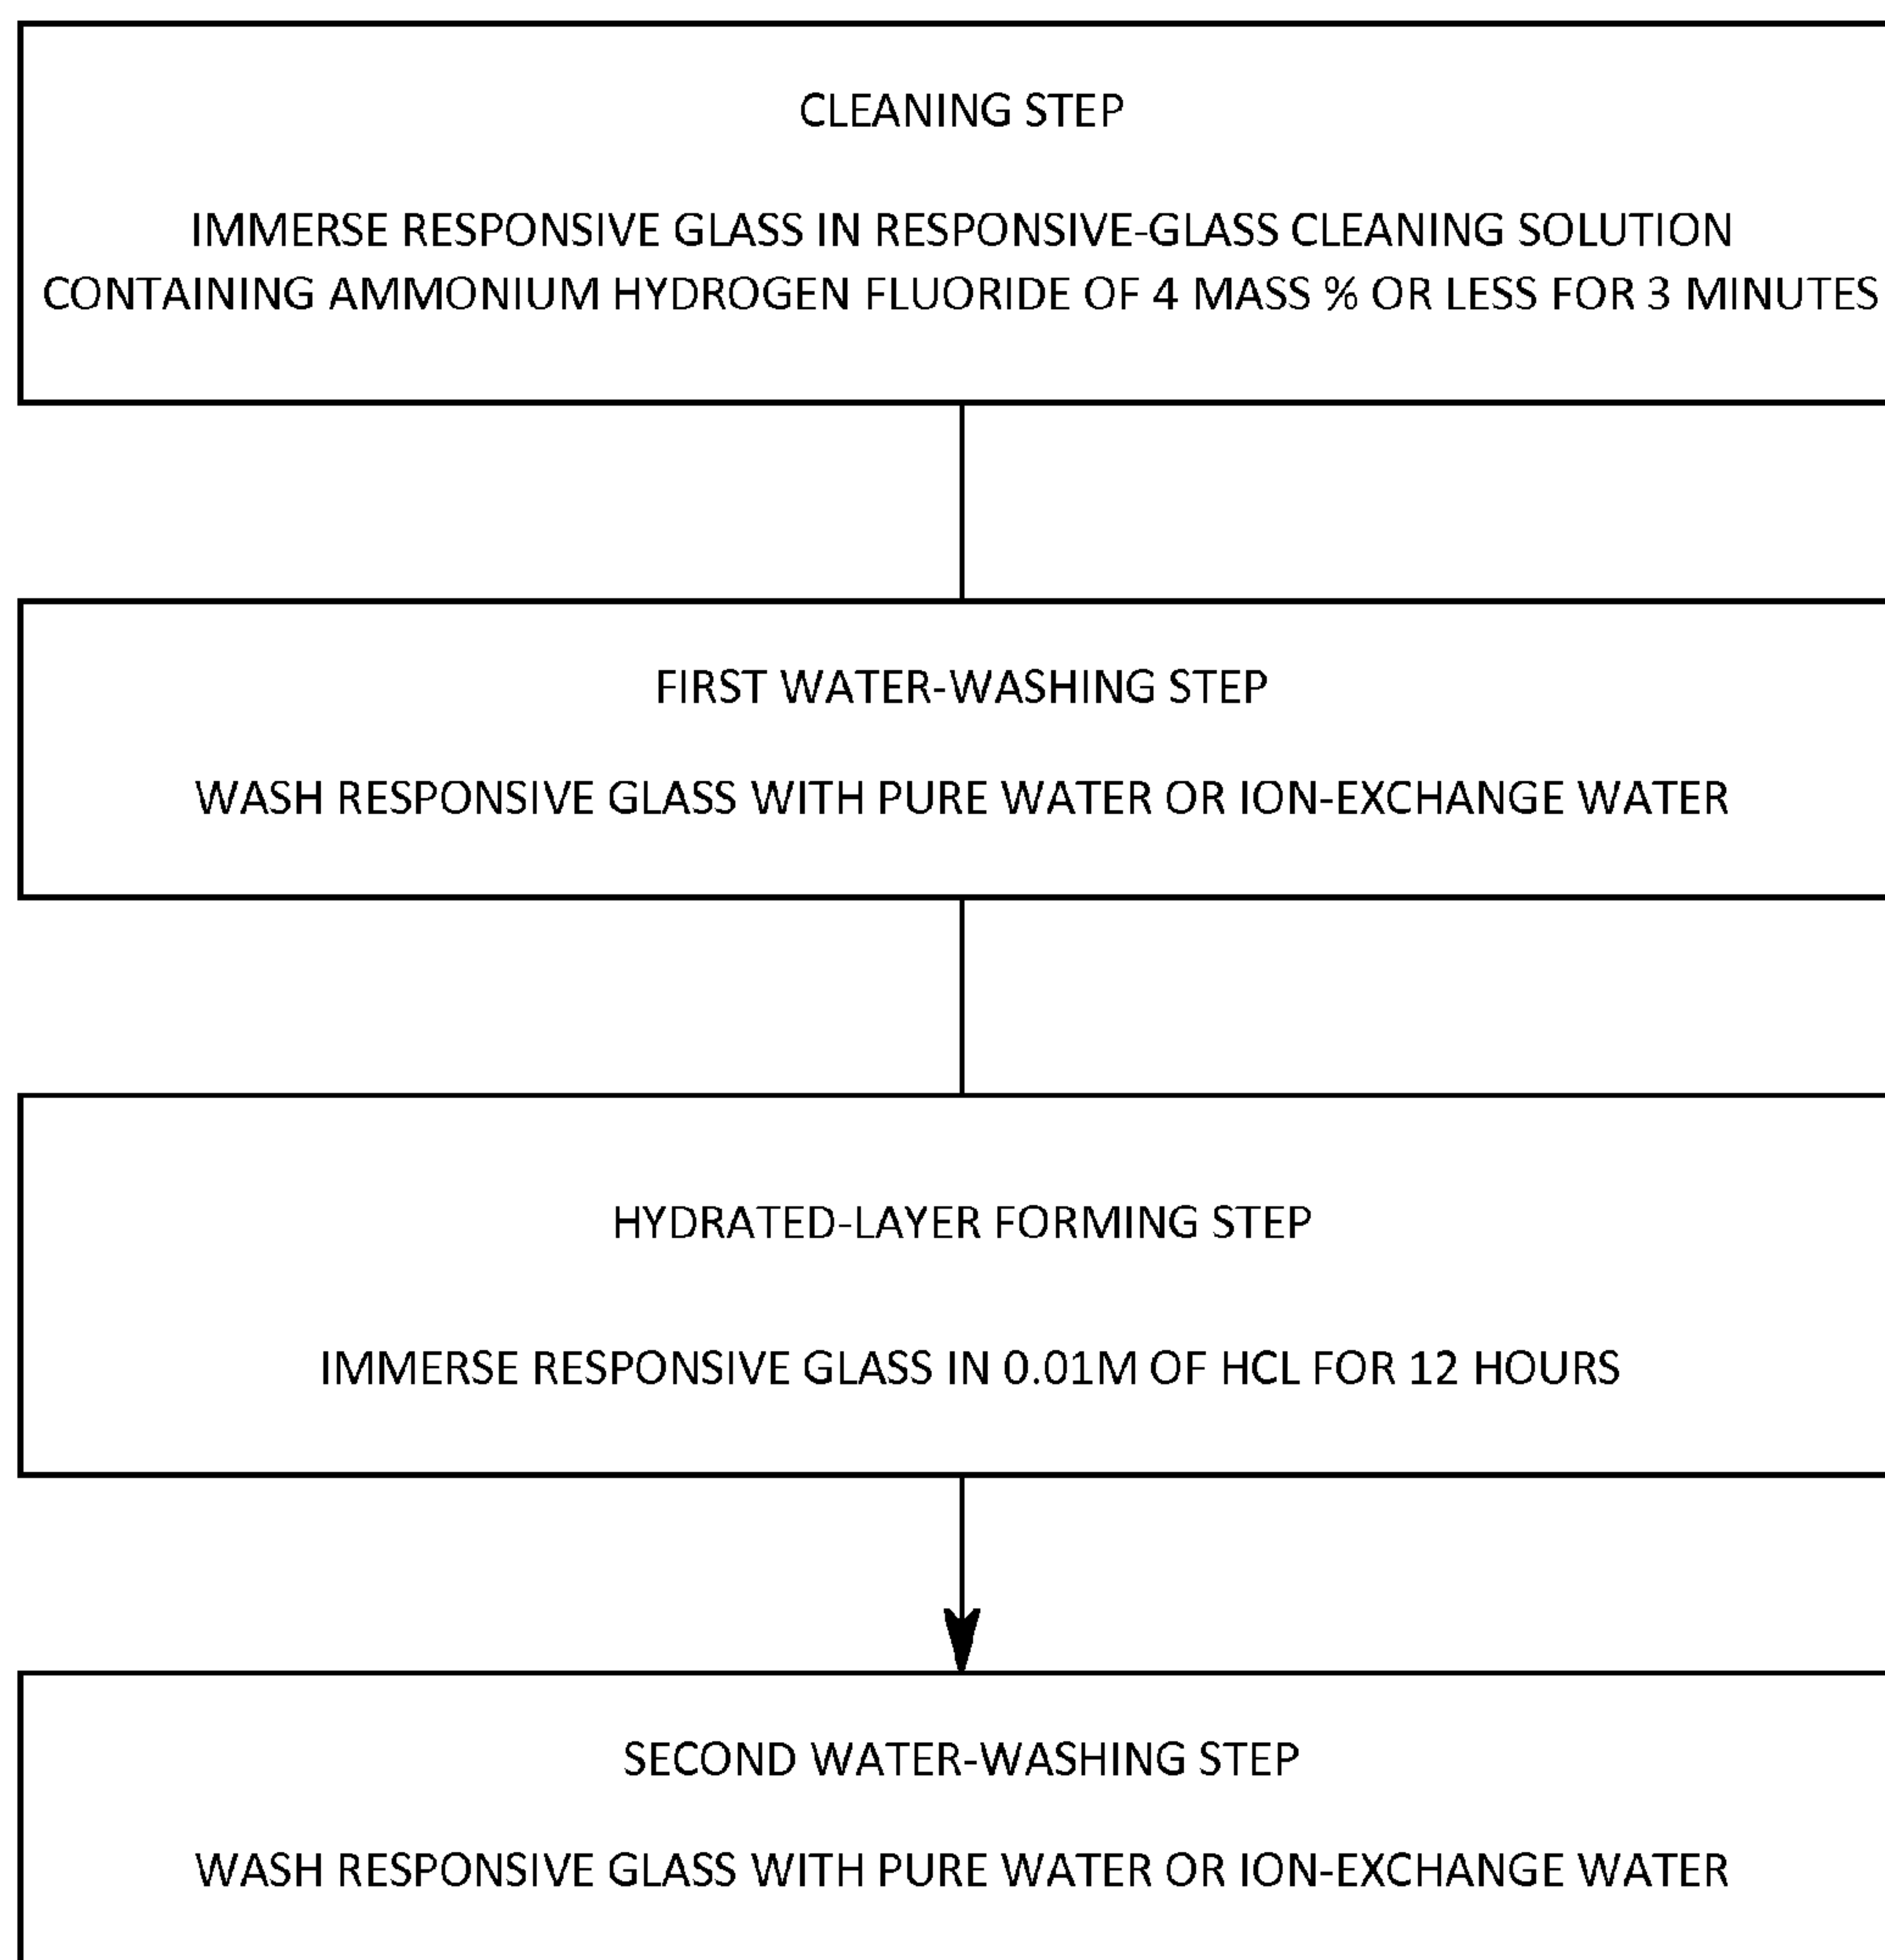 CLEANING STEP
IMMERSE RESPONSIVE GLASS IN RESPONSIVE-GLASS CLEANING SOLUTION
CONTAINING AMMONIUM HYDROGEN FLUORIDE OF 4 MASS % OR LESS FOR 3 MINUTES
FIRST WATER-WASHING STEP
WASH RESPONSIVE GLASS WITH PURE WATER OR ION-EXCHANGE WATER
HYDRATED-LAYER FORMING STEP
IMMERSE RESPONSIVE GLASS IN 0.01M OF HCL FOR 12 HOURS
SECOND WATER-WASHING STEP
WASH RESPONSIVE GLASS WITH PURE WATER OR ION-EXCHANGE WATER